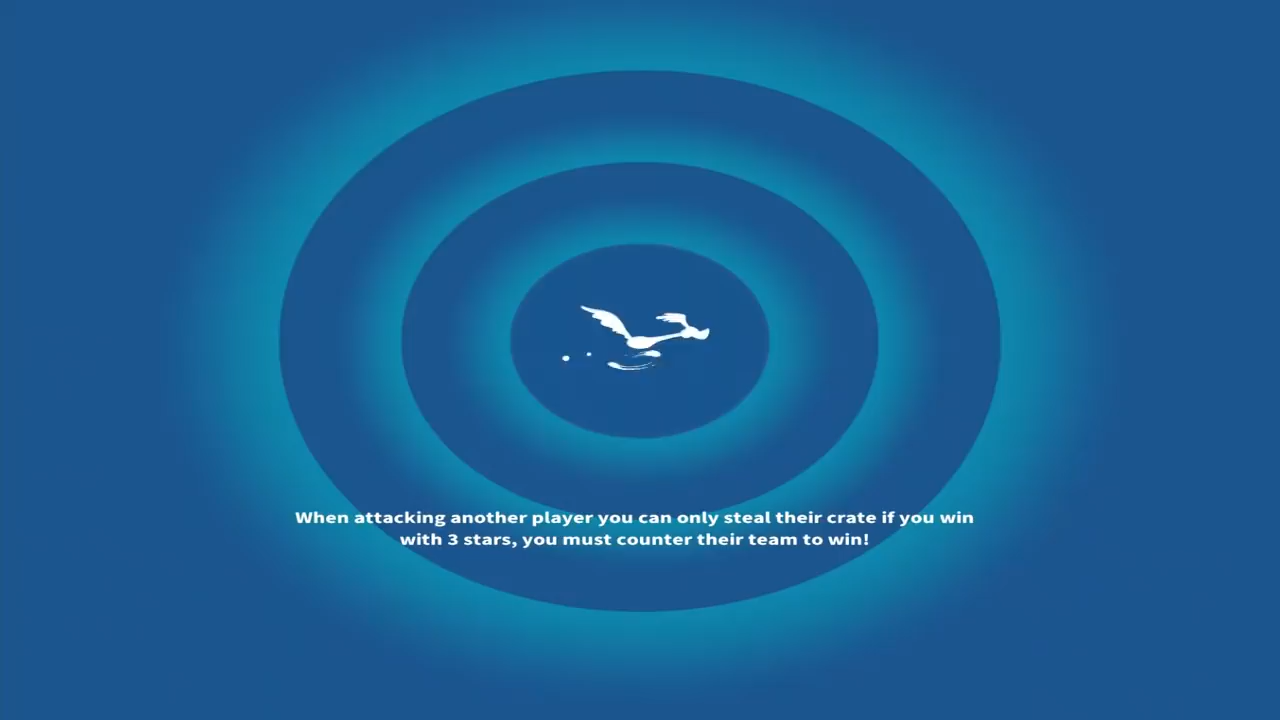 When attacking another player you can only steal their crate if you win
with 3 stars, you must counter their team to win!